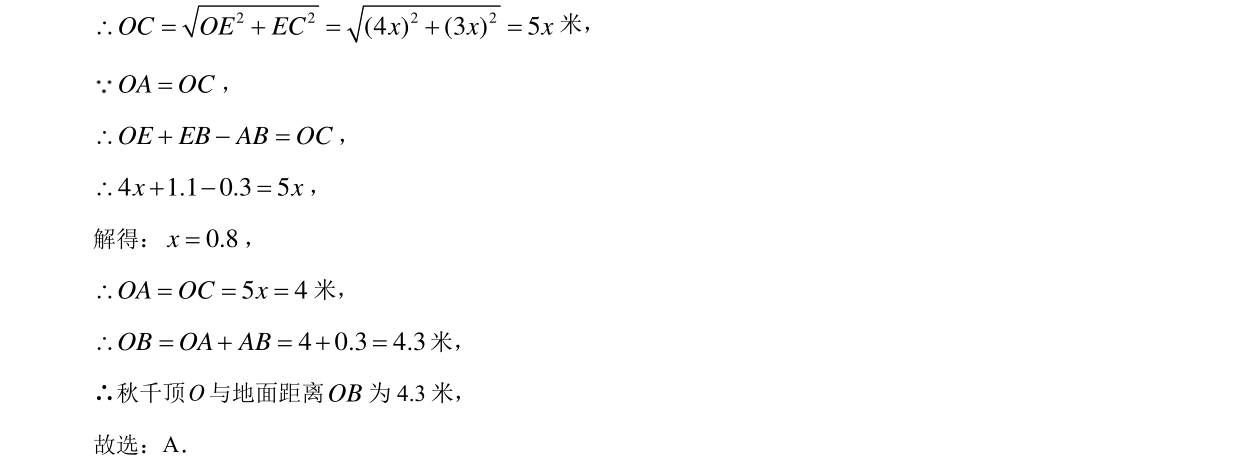 ∴OC=√(OE²+EC²)=√((4x)²+(3x)²)=5x米，
∵OA=OC，
∴OE+EB−AB=OC，
∴4x+1.1−0.3=5x，
解得：x=0.8，
∴OA=OC=5x=4米，
∴OB=OA+AB=4+0.3=4.3米，
∴秋千顶O与地面距离OB为4.3米，
故选：A．